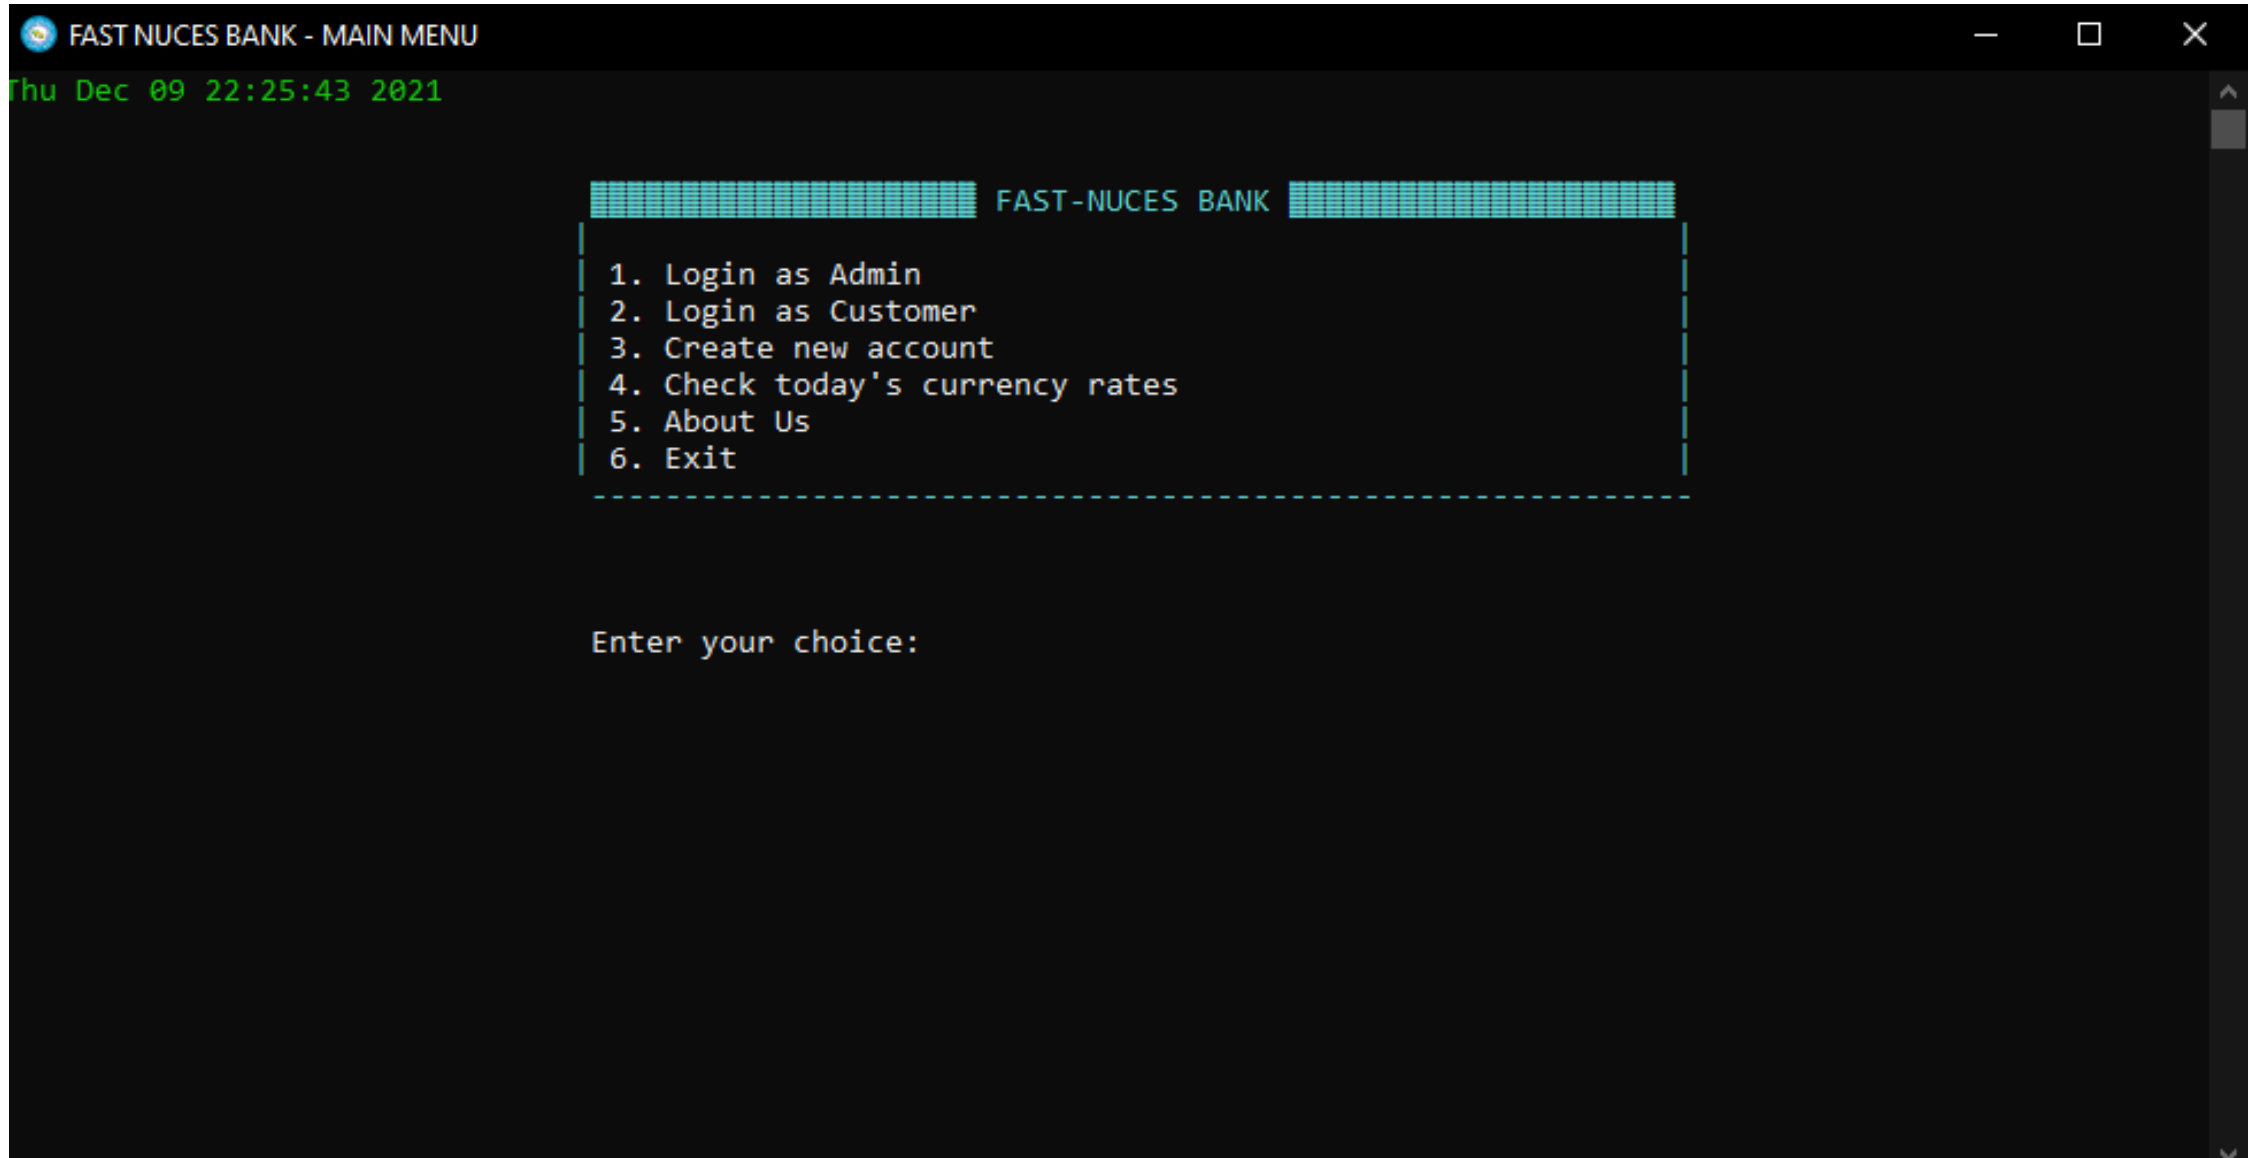 FAST NUCES BANK - MAIN MENU
Thu Dec 09 22:25:43 2021
FAST-NUCES BANK
1. Login as Admin
2. Login as Customer
3. Create new account
4. Check today's currency rates
5. About Us
6. Exit
Enter your choice: